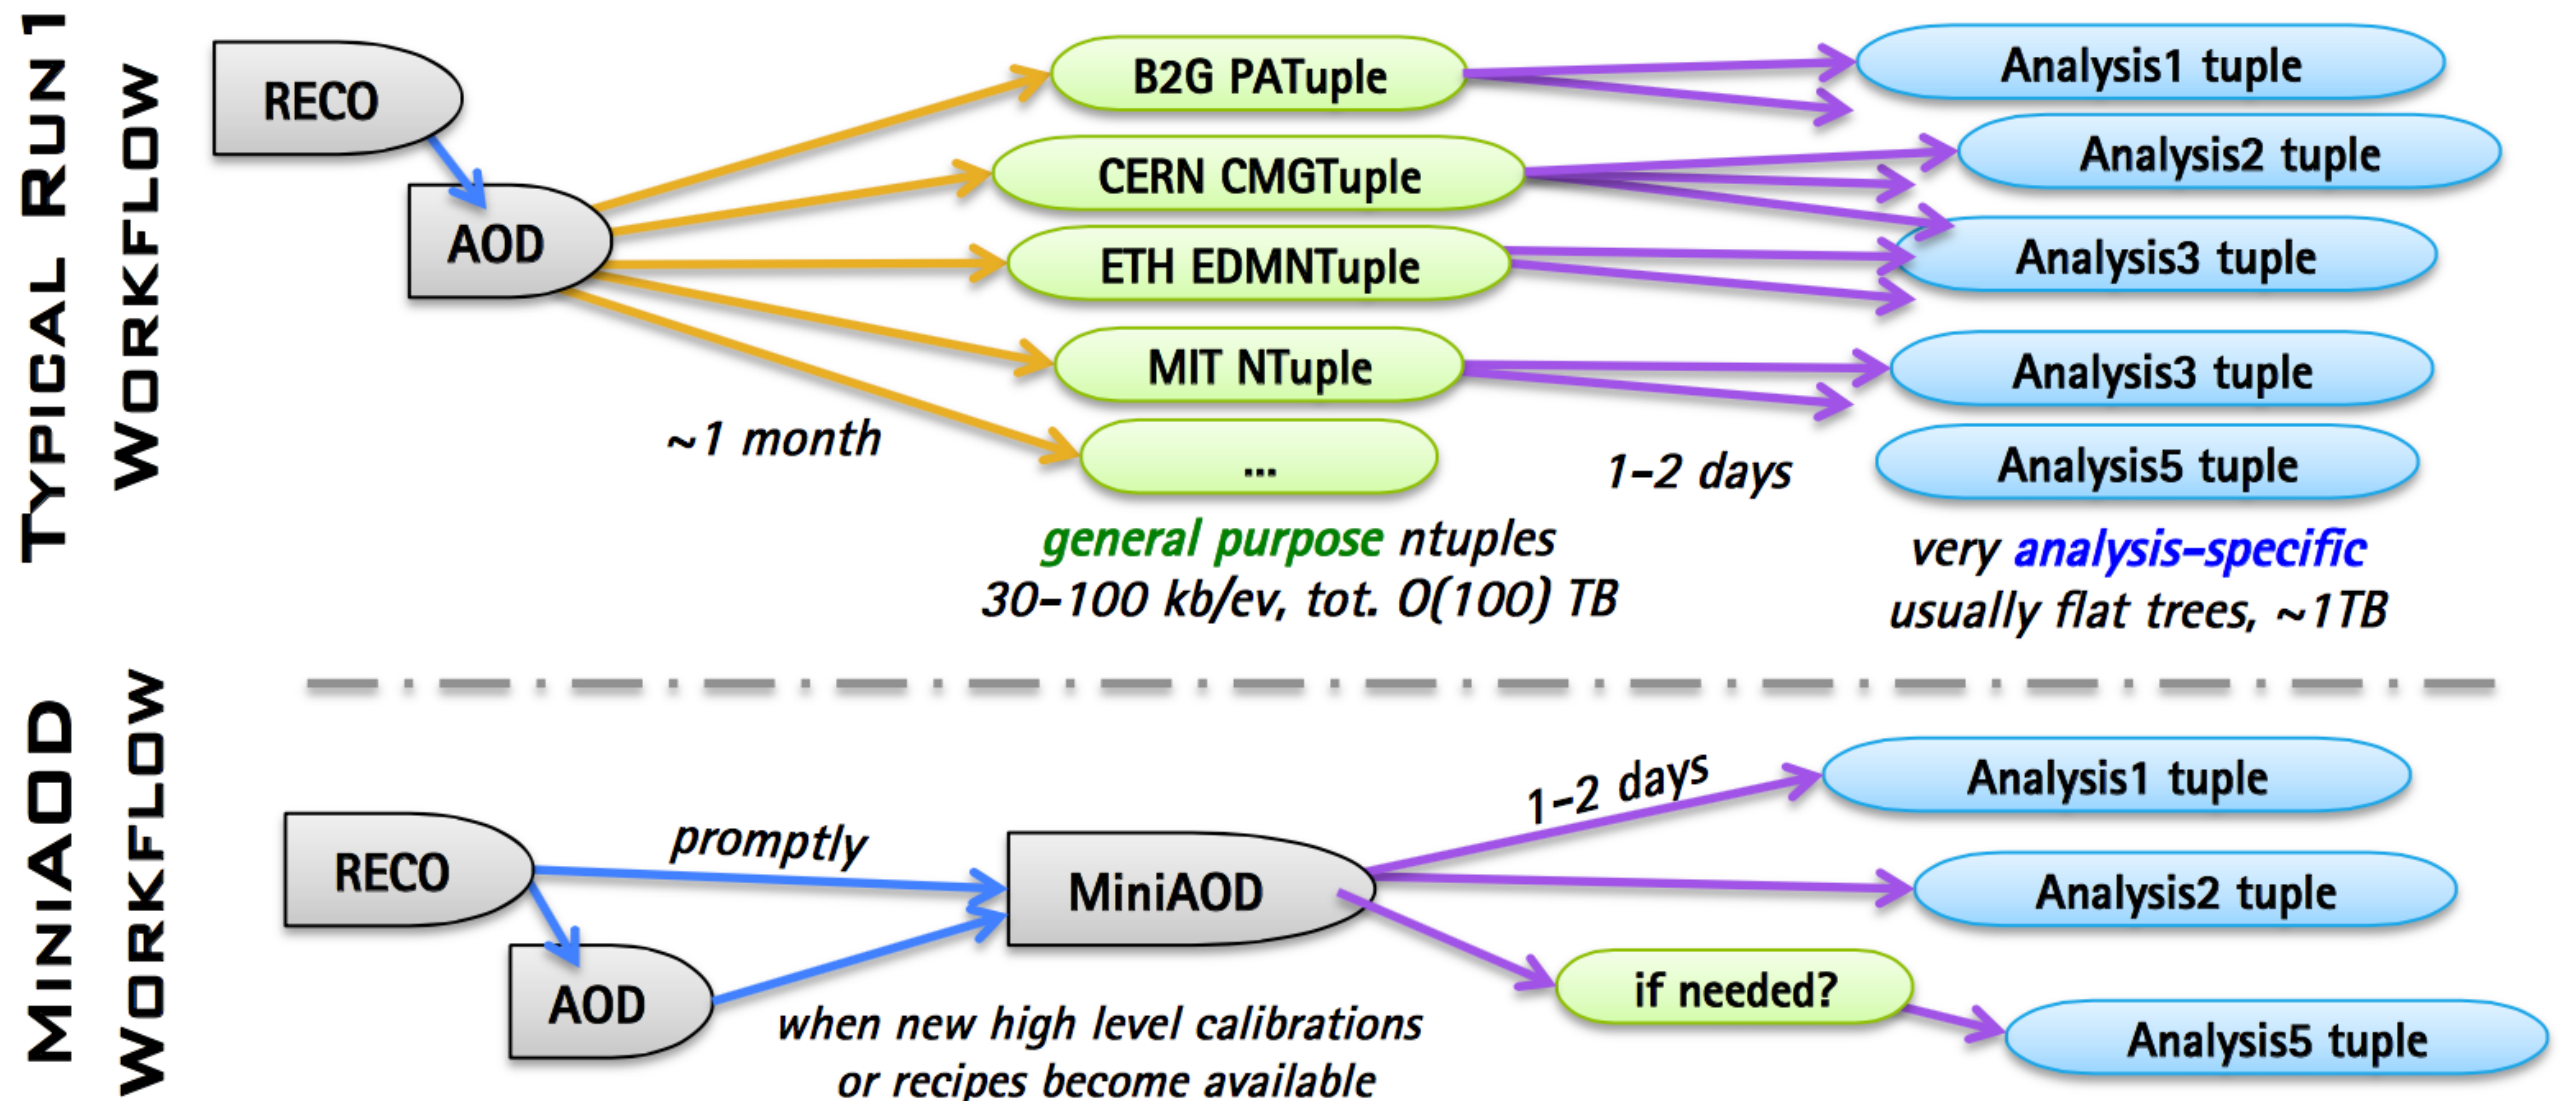 TYPICAL RUN 1
WORKFLOW
RECO
AOD
~1 month
B2G PATuple
CERN CMGTuple
ETH EDMNTuple
MIT NTuple
...
general purpose ntuples
30-100 kb/ev, tot. O(100) TB
1-2 days
Analysis1 tuple
Analysis2 tuple
Analysis3 tuple
Analysis3 tuple
Analysis5 tuple
very analysis-specific
usually flat trees, ~1TB
MINIAOD
WORKFLOW
RECO
AOD
promptly
when new high level calibrations
or recipes become available
MiniAOD
1-2 days
if needed?
Analysis1 tuple
Analysis2 tuple
Analysis5 tuple